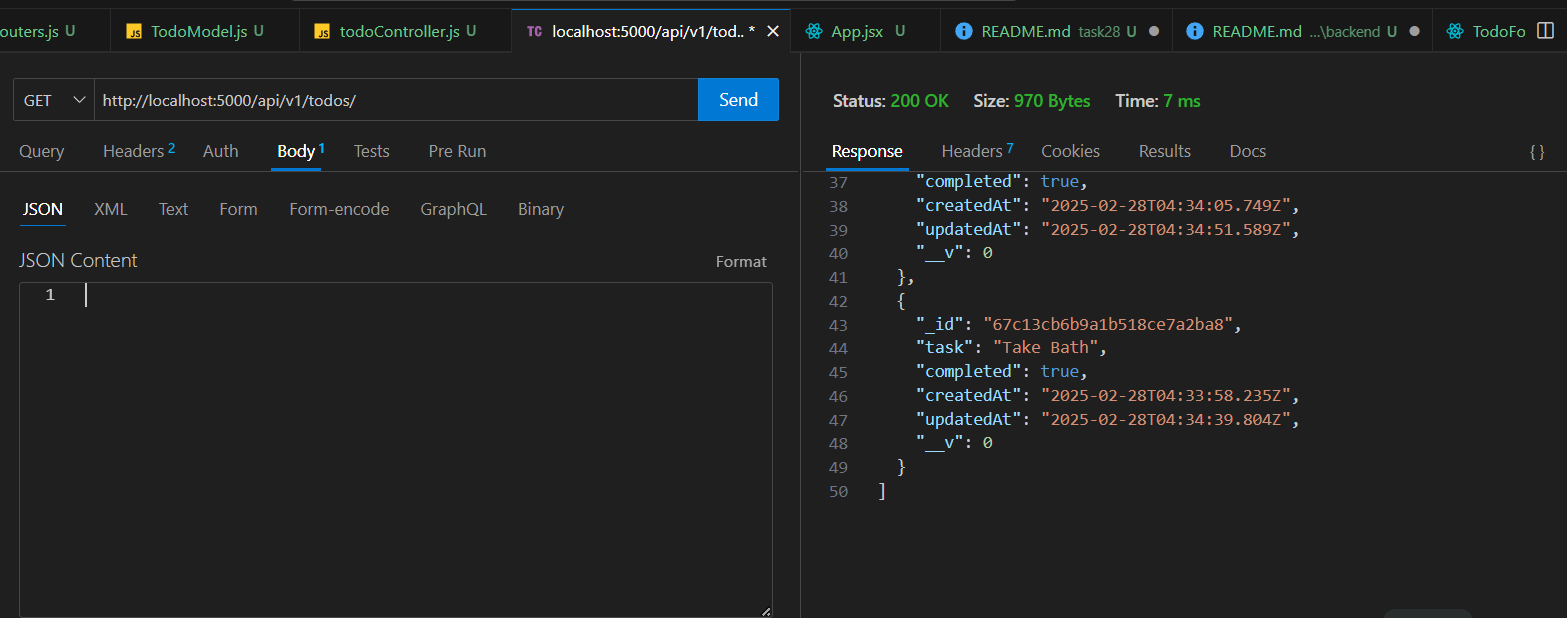 outers.js U JS TodoModel.js U JS todoController.js U TC localhost:5000/api/v1/tod.. * App.jsx U README.md task28 U README.md ...\backend U TodoFo
GET http://localhost:5000/api/v1/todos/ Send
Query Headers 2 Auth Body 1 Tests Pre Run
JSON XML Text Form Form-encode GraphQL Binary
JSON Content Format
1
Status: 200 OK Size: 970 Bytes Time: 7 ms
Response Headers 7 Cookies Results Docs { }
37 "completed": true,
38 "createdAt": "2025-02-28T04:34:05.749Z",
39 "updatedAt": "2025-02-28T04:34:51.589Z",
40 "__v": 0
41 },
42 {
43 "_id": "67c13cb6b9a1b518ce7a2ba8",
44 "task": "Take Bath",
45 "completed": true,
46 "createdAt": "2025-02-28T04:33:58.235Z",
47 "updatedAt": "2025-02-28T04:34:39.804Z",
48 "__v": 0
49 }
50 ]